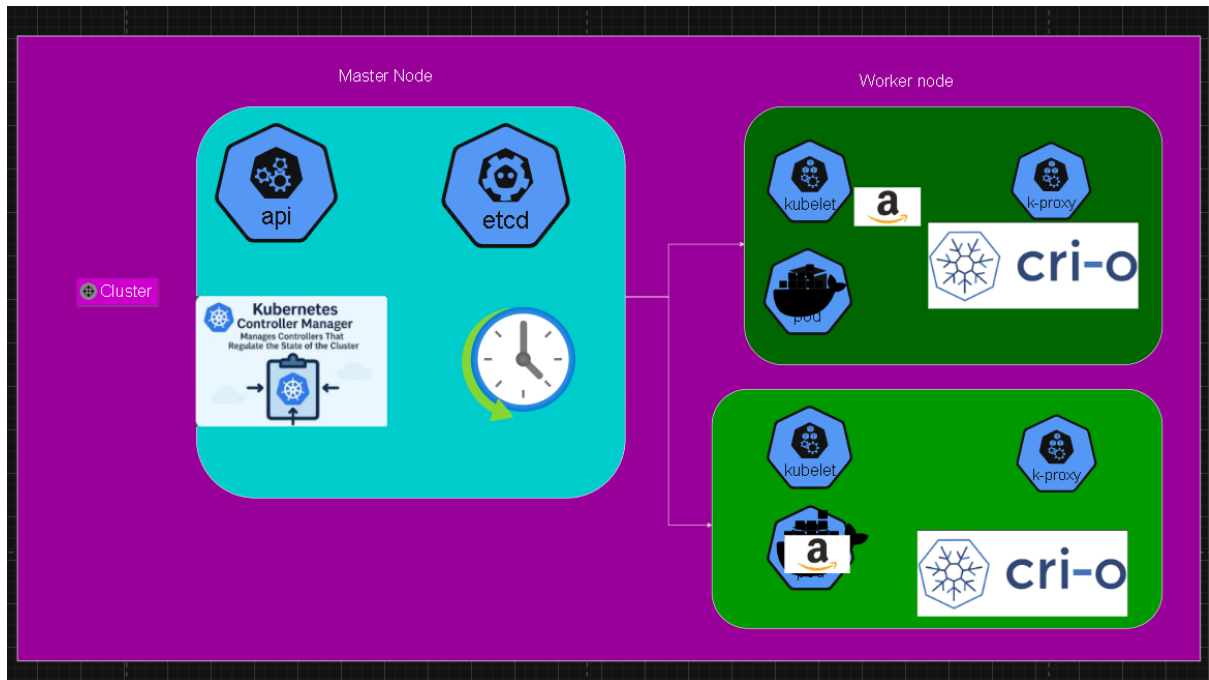 Master Node
Worker node
api
etcd
kubelet
k-proxy
a
cri-o
pod
Cluster
Kubernetes
Controller Manager
Manages Controllers That
Regulate the State of the Cluster
kubelet
k-proxy
a
cri-o